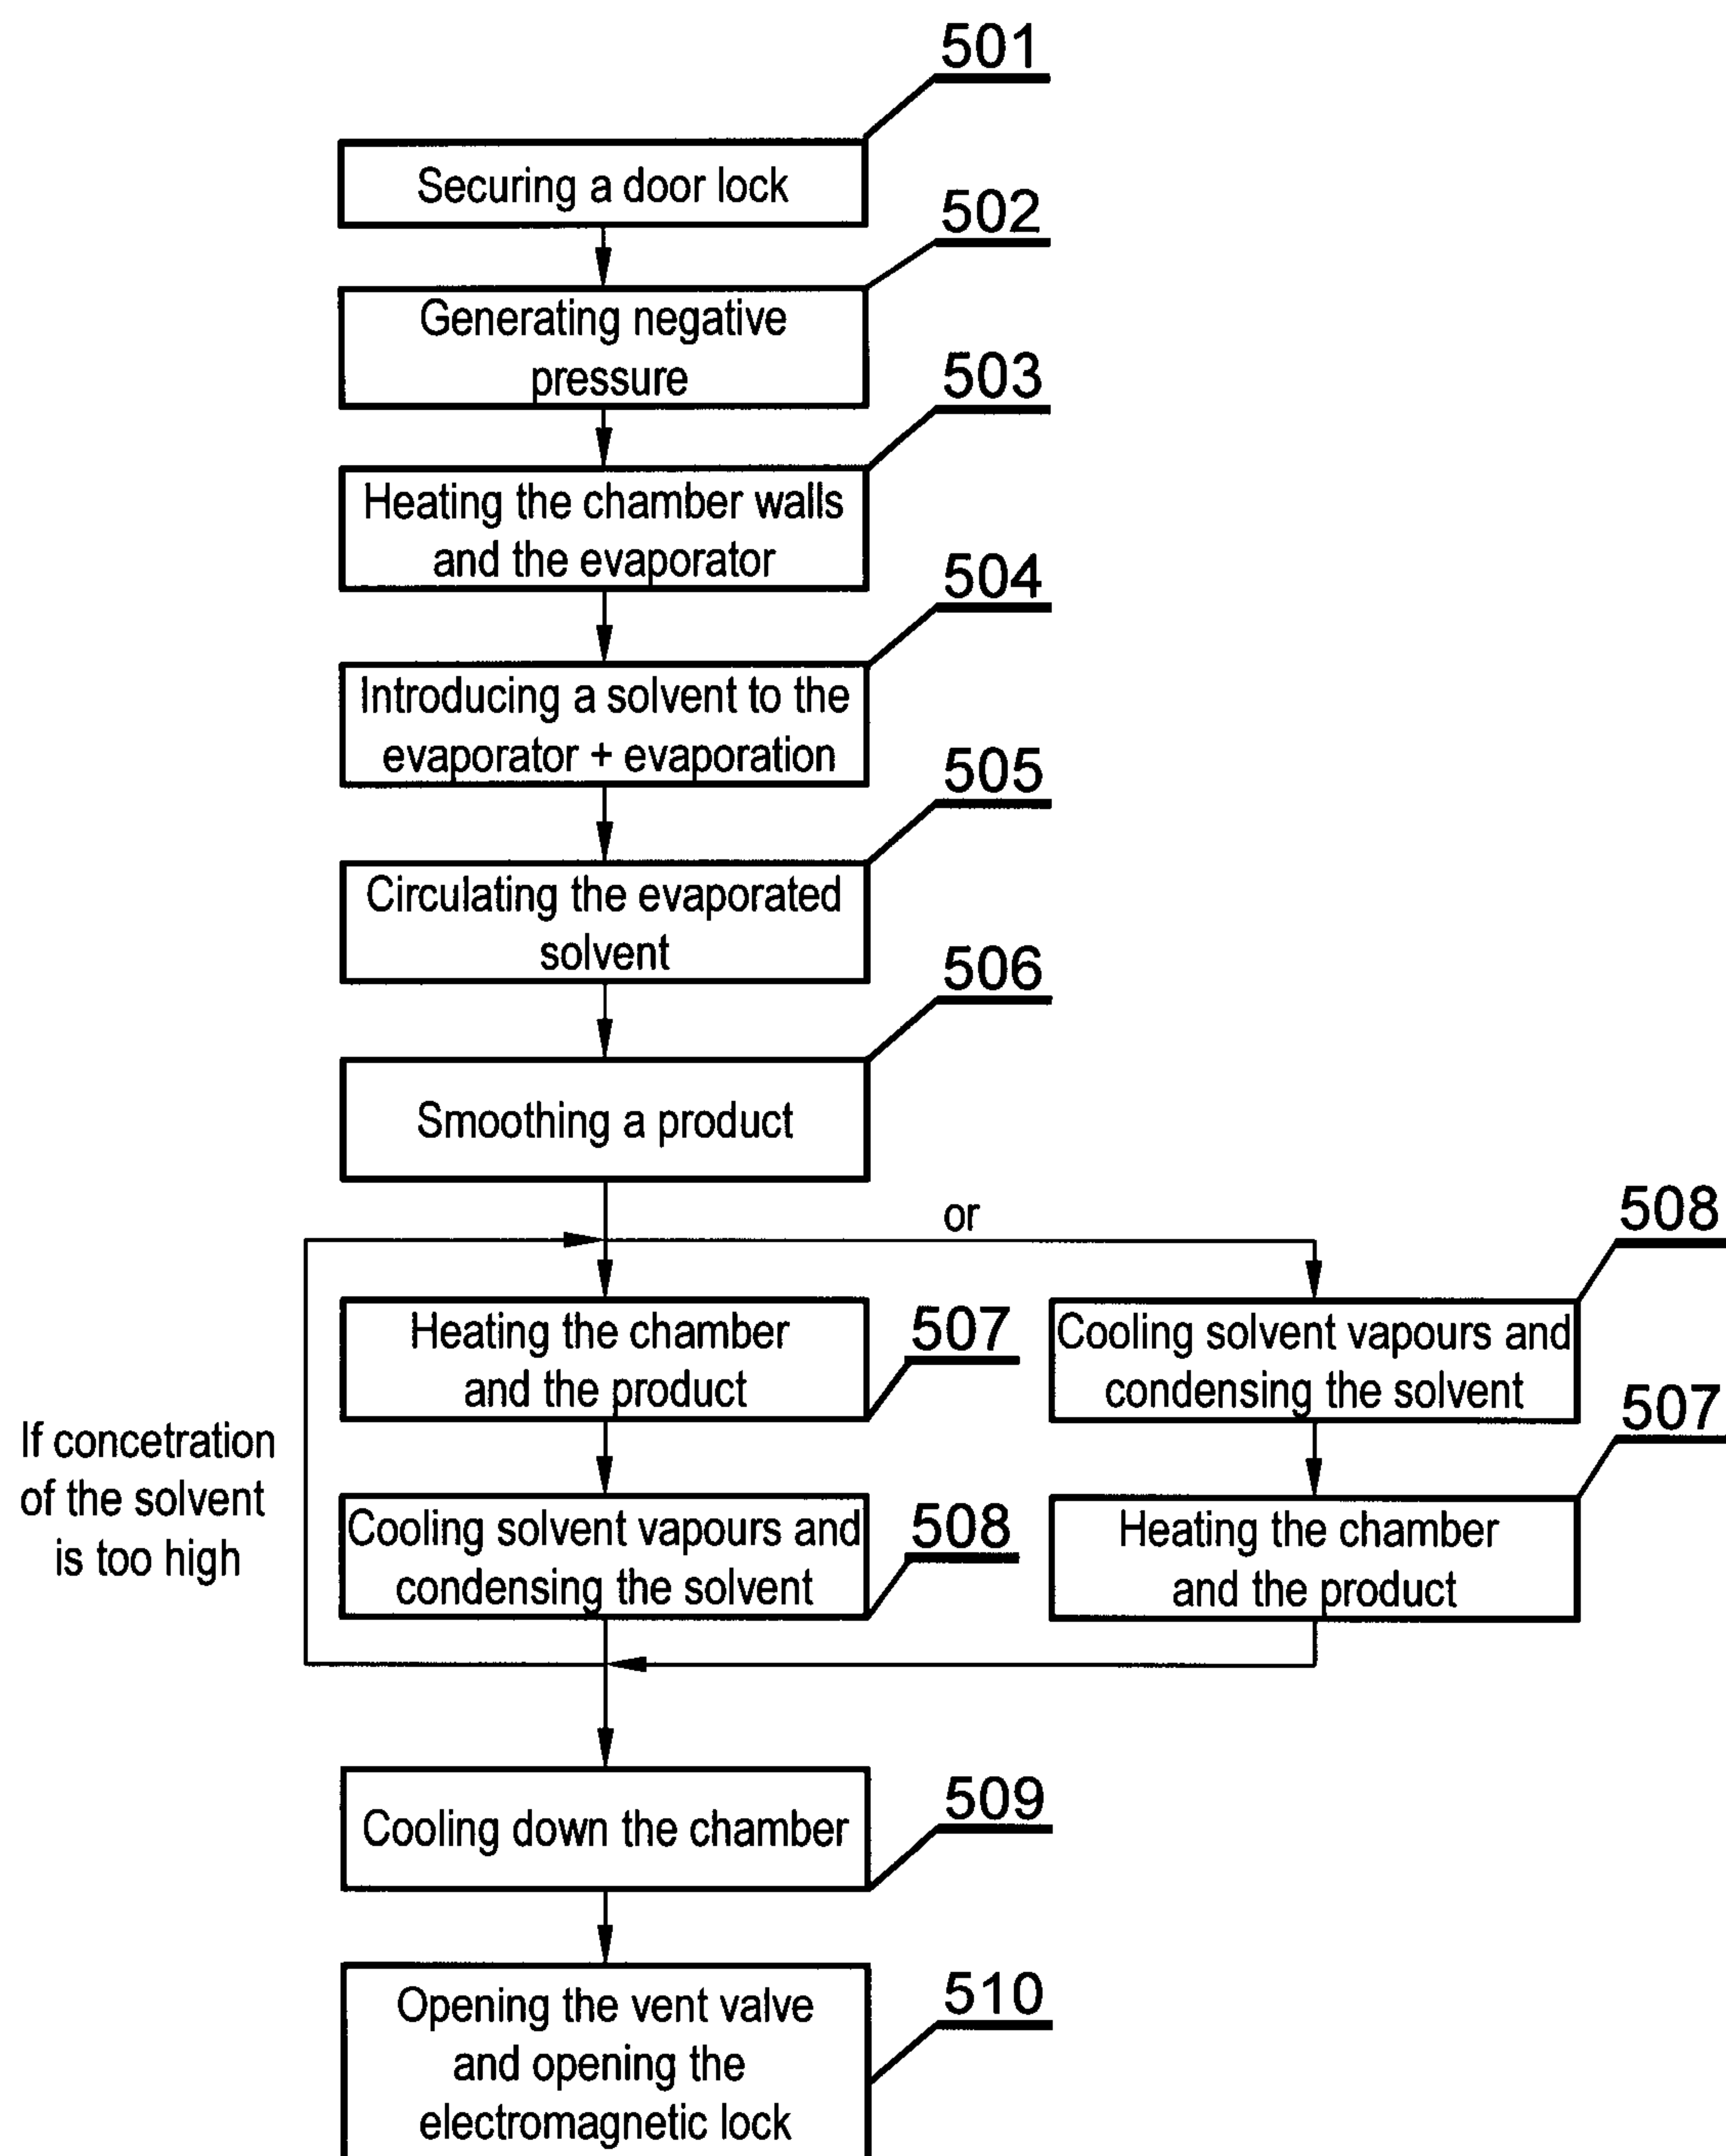 501
Securing a door lock
502
Generating negative
pressure
503
Heating the chamber walls
and the evaporator
504
Introducing a solvent to the
evaporator + evaporation
505
Circulating the evaporated
solvent
506
Smoothing a product
or
508
Heating the chamber
and the product
507
Cooling solvent vapours and
condensing the solvent
507
If concetration
of the solvent
is too high
Cooling solvent vapours and
condensing the solvent
508
Heating the chamber
and the product
Cooling down the chamber
509
Opening the vent valve
and opening the
electromagnetic lock
510